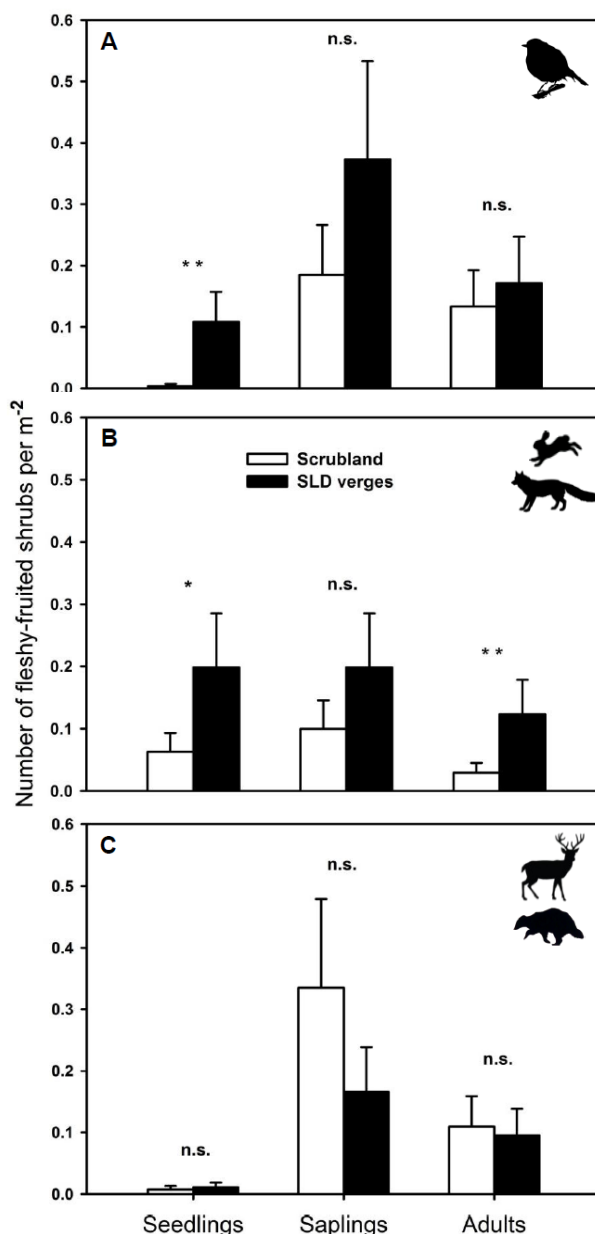 Number of fleshy-fruited shrubs per m-2
A
0.6
0.5
0.4
0.3
0.2
0.1
0.0
**
n.s.
n.s.
B
0.6
0.5
0.4
0.3
0.2
0.1
0.0
Scrubland
SLD verges
*
n.s.
**
C
0.6
0.5
0.4
0.3
0.2
0.1
0.0
n.s.
n.s.
n.s.
Seedlings Saplings Adults